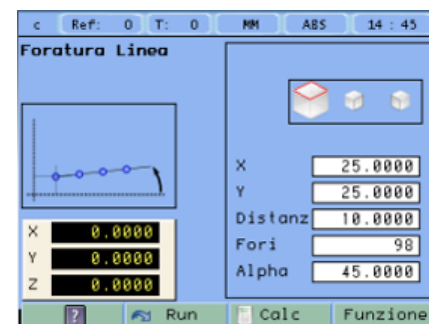 c Ref: 0 T: 0 MM ABS 14 : 45
Foratura Linea
X 25.0000
Y 25.0000
Distanz 10.0000
Fori 98
Alpha 45.0000
X 0.0000
Y 0.0000
Z 0.0000
? Run Calc Funzione